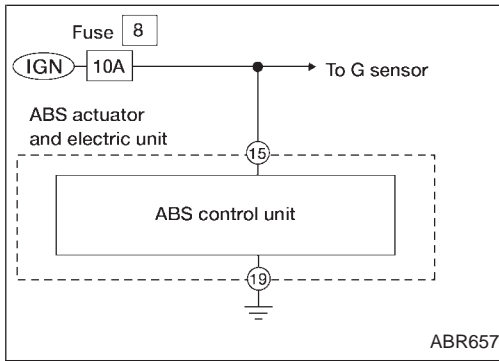 Fuse 8
IGN 10A To G sensor
ABS actuator
and electric unit
15
ABS control unit
19
ABR657